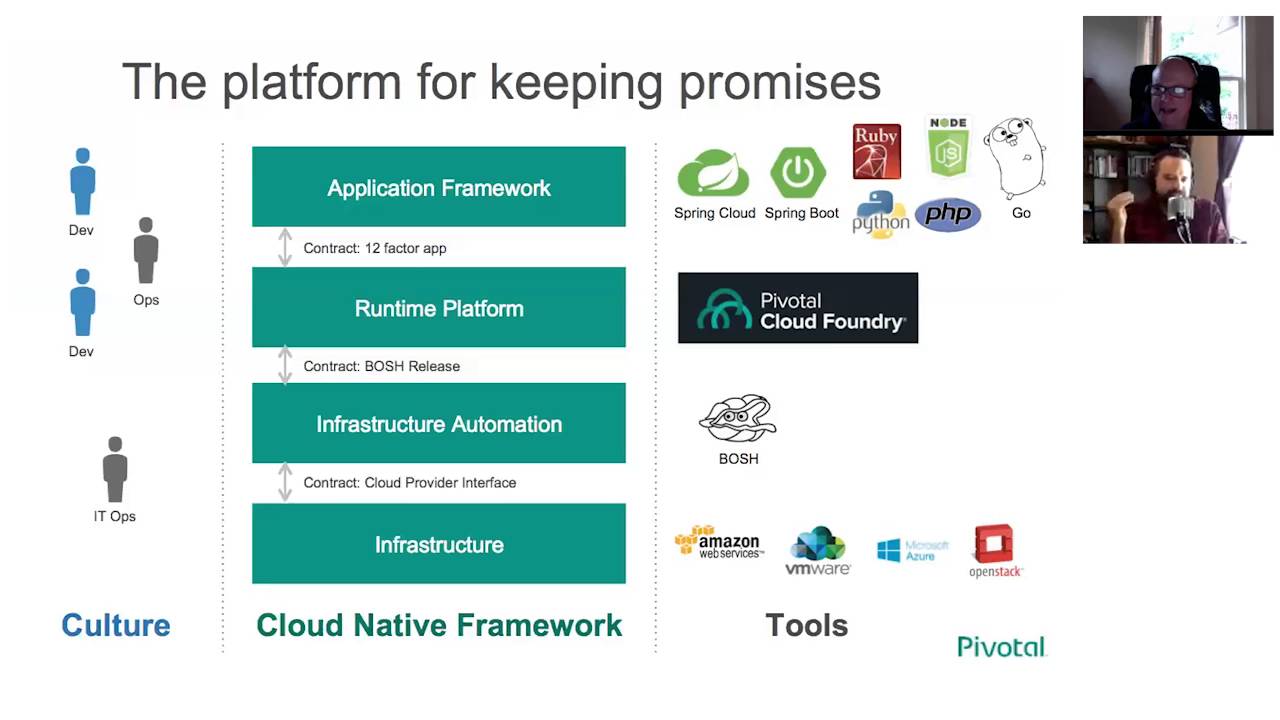 The platform for keeping promises
Dev
Ops
Dev
IT Ops
Culture
Application Framework
Contract: 12 factor app
Runtime Platform
Contract: BOSH Release
Infrastructure Automation
Contract: Cloud Provider Interface
Infrastructure
Cloud Native Framework
Spring Cloud
Spring Boot
Ruby
NODE
JS
python
php
Go
Pivotal
Cloud Foundry
BOSH
amazon
web services™
vmware
Microsoft
Azure
openstack
Tools
Pivotal